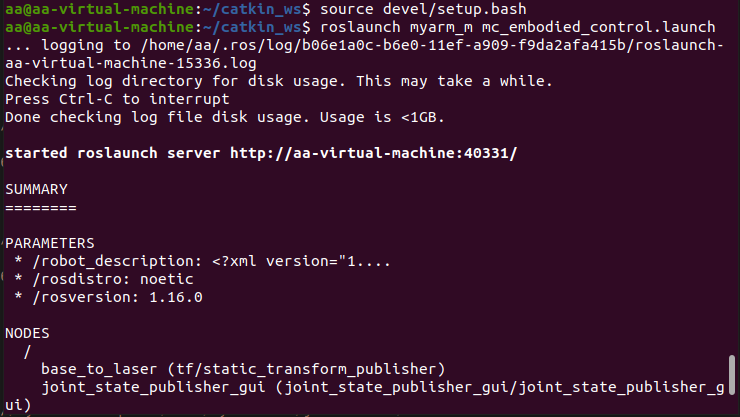 aa@aa-virtual-machine:~/catkin_ws$ source devel/setup.bash
aa@aa-virtual-machine:~/catkin_ws$ roslaunch myarm_m mc_embodied_control.launch
... logging to /home/aa/.ros/log/b06e1a0c-b6e0-11ef-a909-f9da2afa415b/roslaunch-
aa-virtual-machine-15336.log
Checking log directory for disk usage. This may take a while.
Press Ctrl-C to interrupt
Done checking log file disk usage. Usage is <1GB.

started roslaunch server http://aa-virtual-machine:40331/

SUMMARY
========

PARAMETERS
 * /robot_description: <?xml version="1....
 * /rosdistro: noetic
 * /rosversion: 1.16.0

NODES
  /
    base_to_laser (tf/static_transform_publisher)
    joint_state_publisher_gui (joint_state_publisher_gui/joint_state_publisher_g
ui)